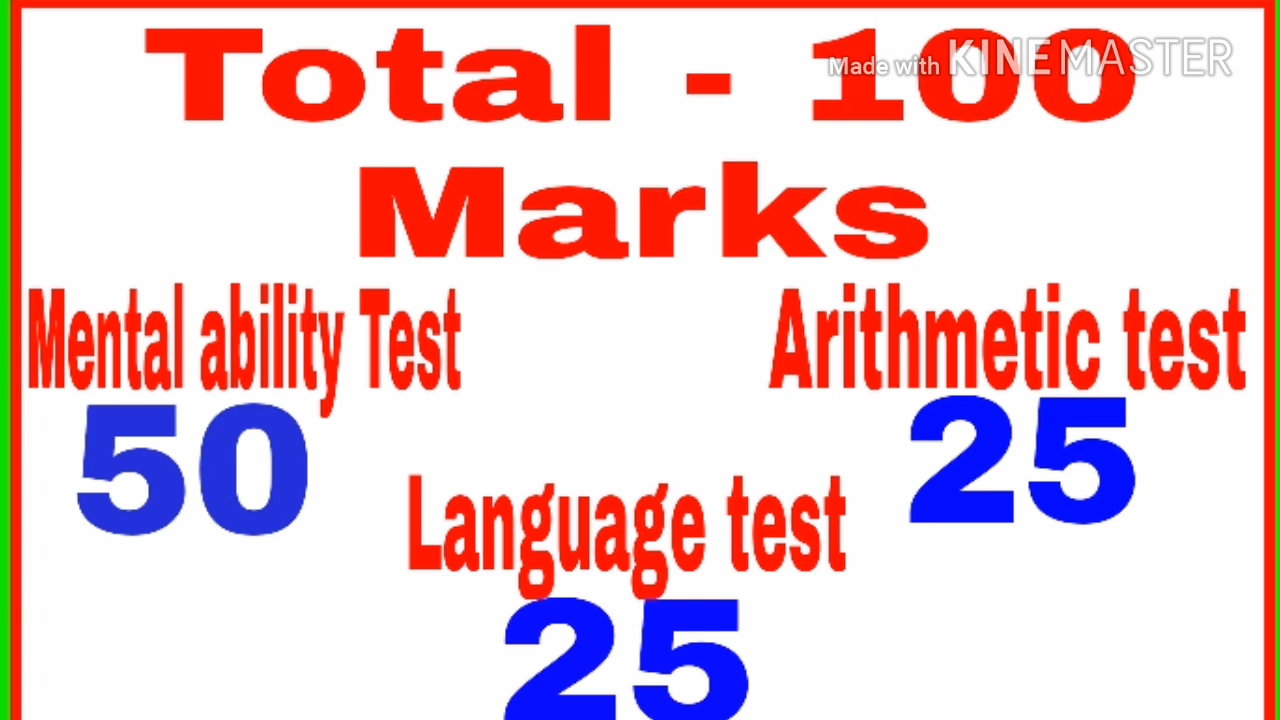 Total - 100
Made with KINEMASTER
Marks
Mental ability Test
Arithmetic test
50
25
Language test
25